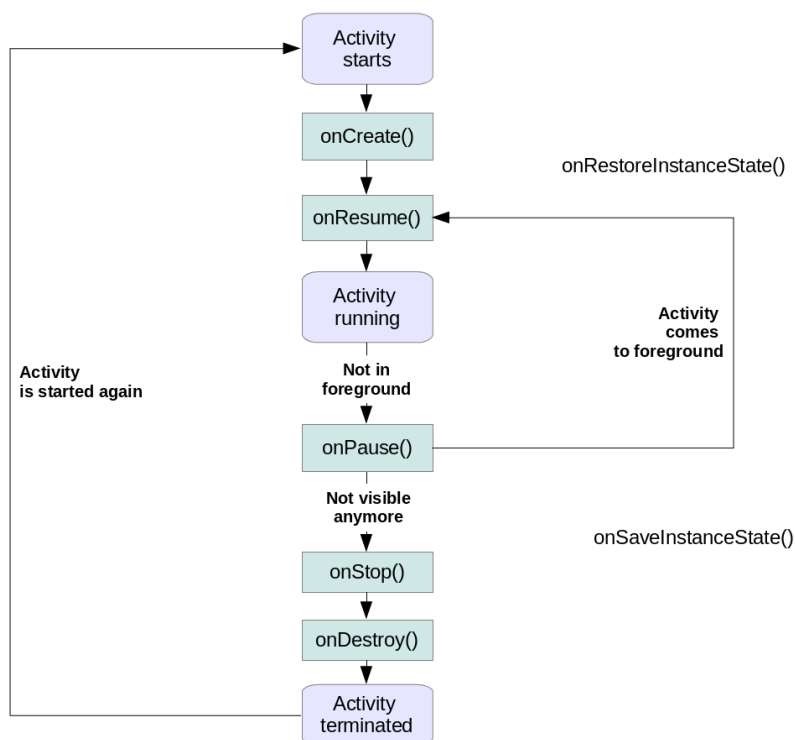 Activity
starts
onCreate()
onRestoreInstanceState()
onResume()
Activity
running
Activity
comes
to foreground
Not in
foreground
Activity
is started again
onPause()
Not visible
anymore
onSaveInstanceState()
onStop()
onDestroy()
Activity
terminated